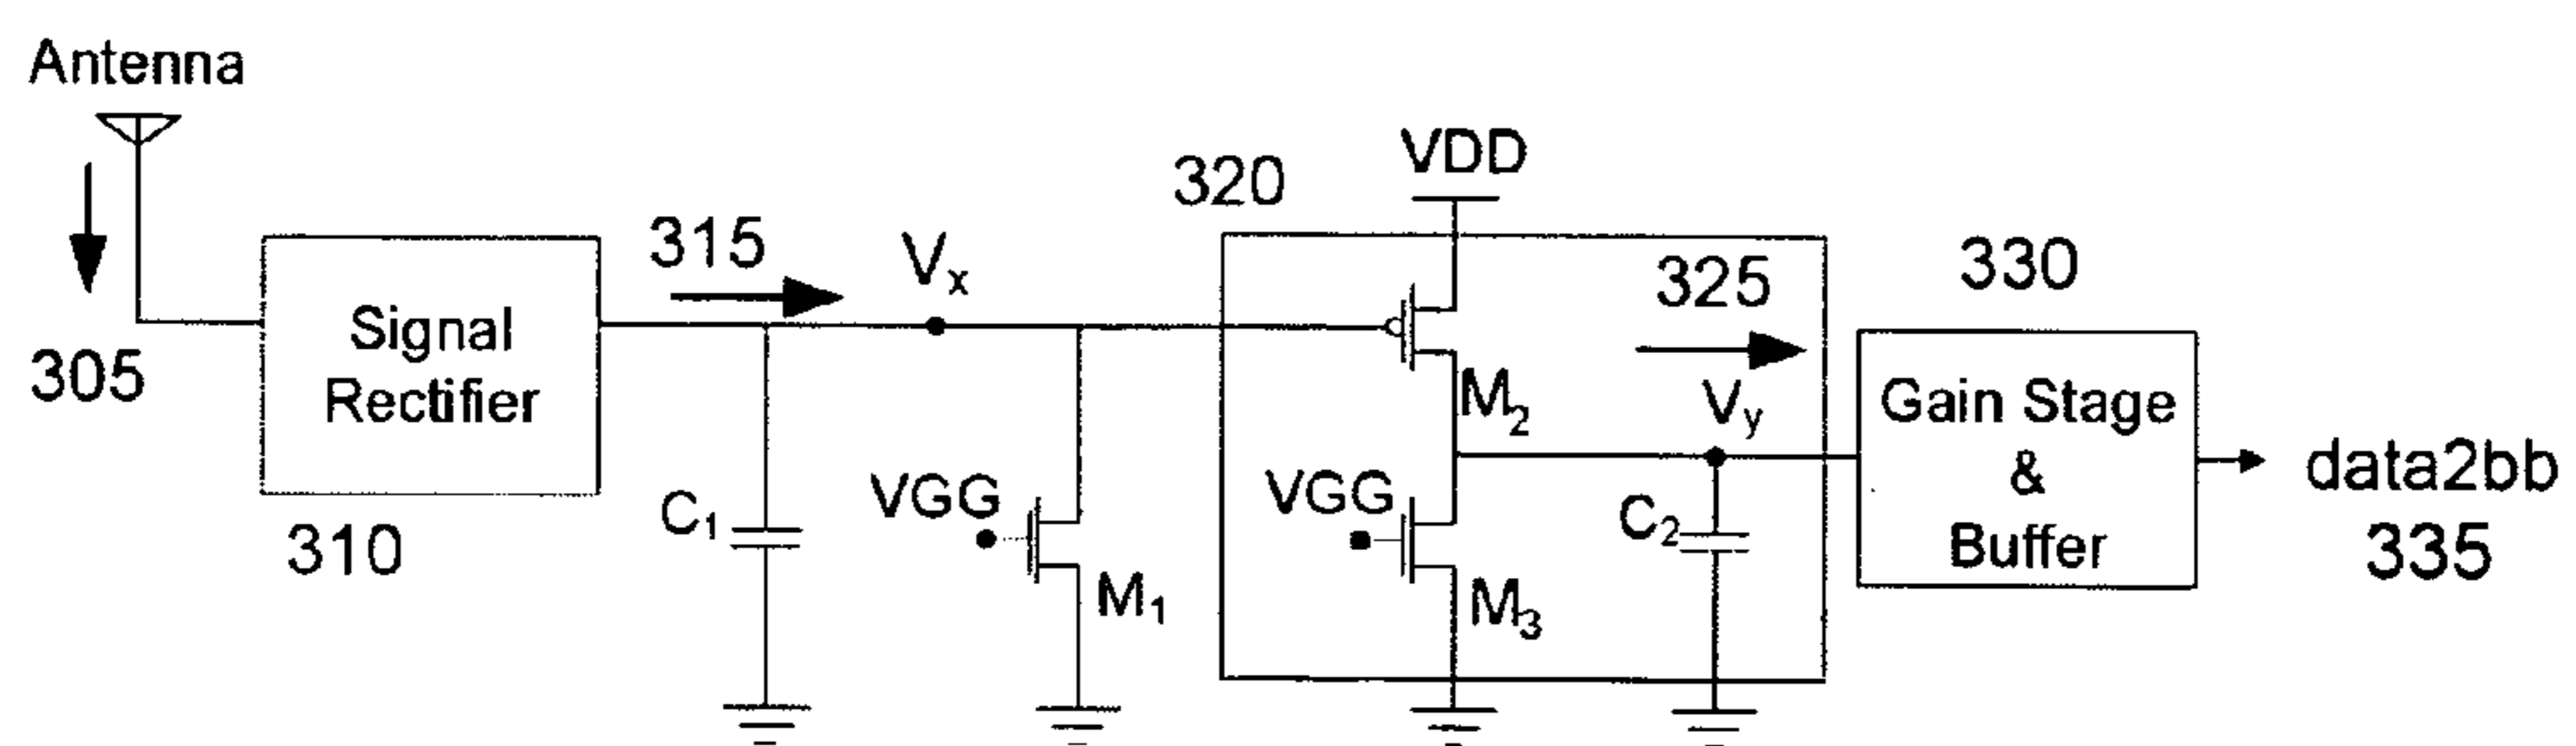 Antenna
305
Signal
Rectifier
310
315
Vx
C1
VGG
M1
320
VDD
M2
VGG
M3
325
Vy
C2
330
Gain Stage
&
Buffer
data2bb
335